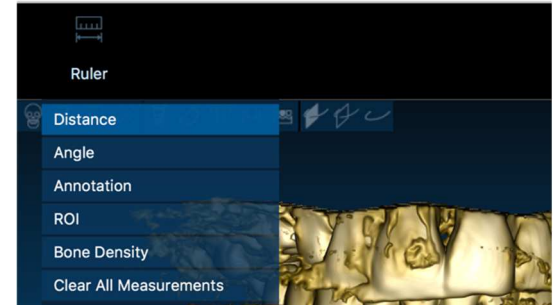 Ruler
Distance
Angle
Annotation
ROI
Bone Density
Clear All Measurements